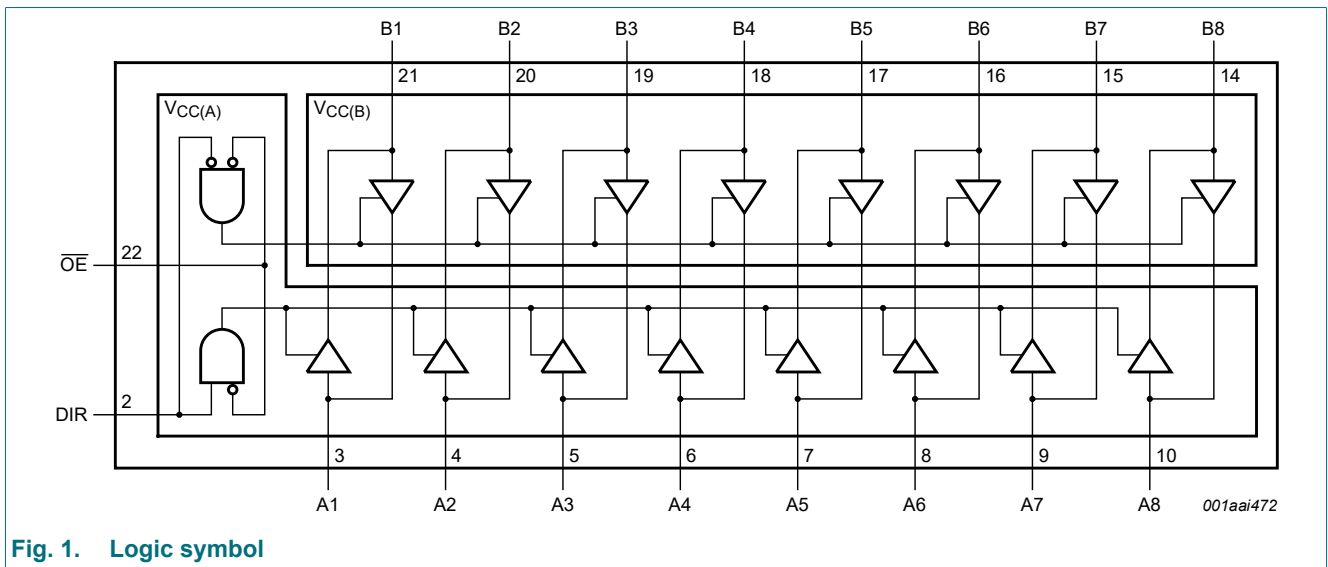 B1 B2 B3 B4 B5 B6 B7 B8
21 20 19 18 17 16 15 14
VCC(A) VCC(B)
OE 22
DIR 2
3 4 5 6 7 8 9 10
A1 A2 A3 A4 A5 A6 A7 A8 001aai472
Fig. 1. Logic symbol